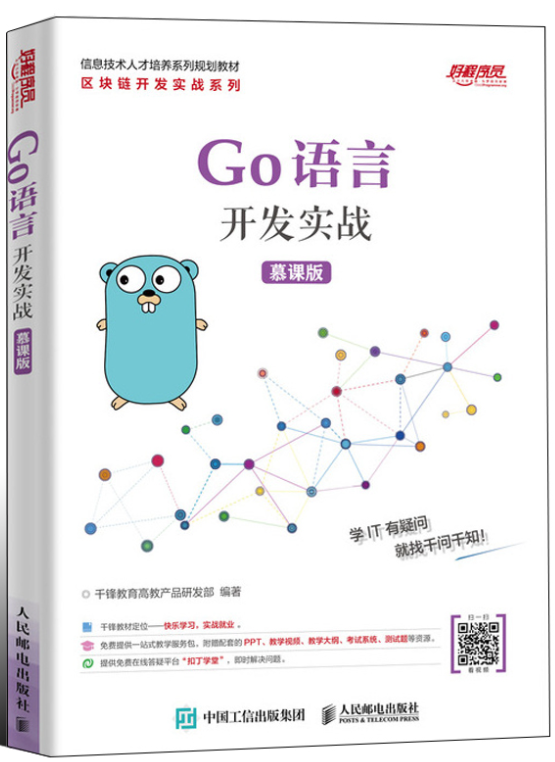 好程序员
Go语言
开发实战
慕课版
人民邮电出版社
信息技术人才培养系列规划教材
区块链开发实战系列
好程序员
Go语言
开发实战
慕课版
学IT有疑问
就找千问千知!
千锋教育高教产品研发部 编著
千锋教材定位——快乐学习,实战就业。
免费提供一站式教学服务包,附赠配套的PPT、教学视频、教学大纲、考试系统、测试题等资源。
提供免费在线答疑平台“扣丁学堂”,即时解决问题。
扫一扫
看视频
中国工信出版集团
人民邮电出版社
POSTS & TELECOM PRESS